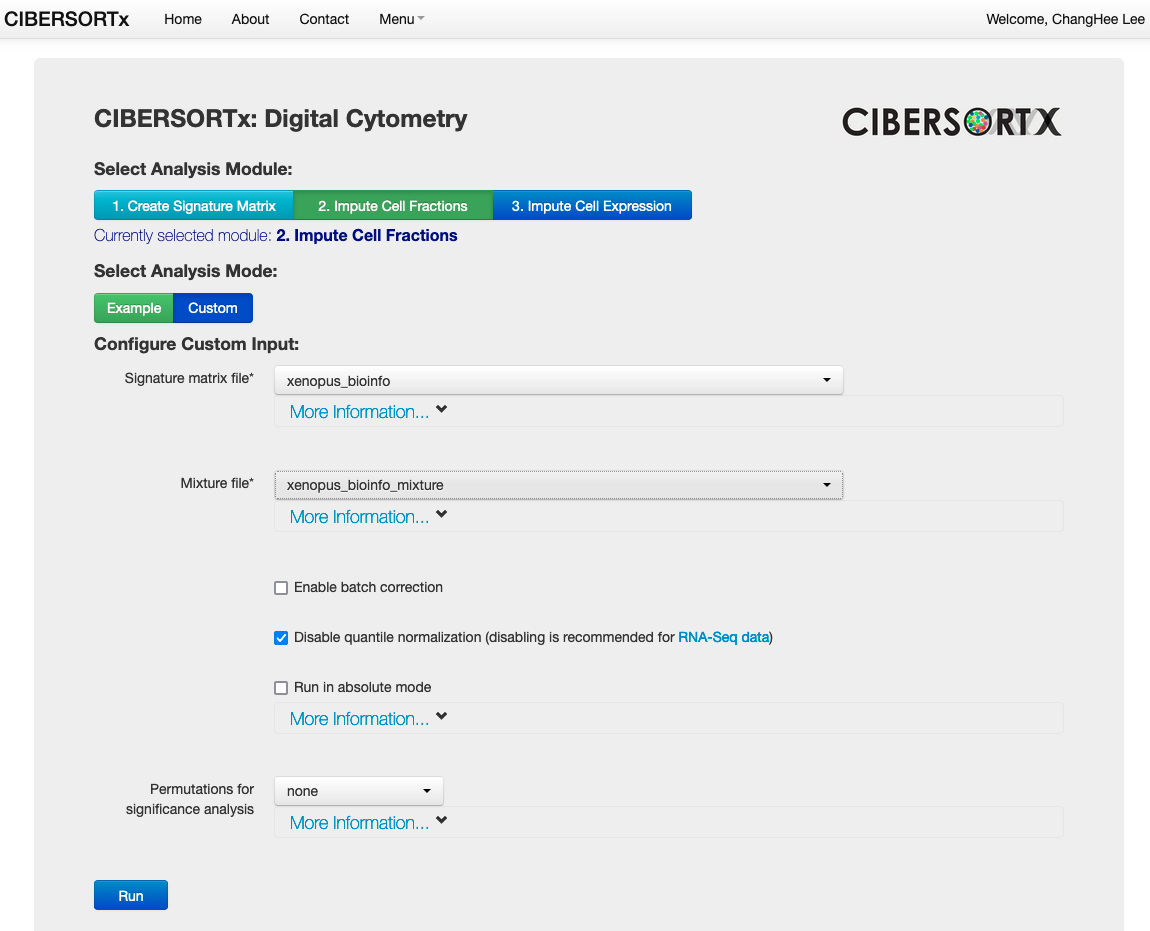 CIBERSORTx Home About Contact Menu Welcome, ChangHee Lee
CIBERSORTx: Digital Cytometry
CIBERSORTX
Select Analysis Module:
1. Create Signature Matrix 2. Impute Cell Fractions 3. Impute Cell Expression
Currently selected module: 2. Impute Cell Fractions
Select Analysis Mode:
Example Custom
Configure Custom Input:
Signature matrix file* xenopus_bioinfo
More Information...
Mixture file* xenopus_bioinfo_mixture
More Information...
Enable batch correction
Disable quantile normalization (disabling is recommended for RNA-Seq data)
Run in absolute mode
More Information...
Permutations for
significance analysis
none
More Information...
Run